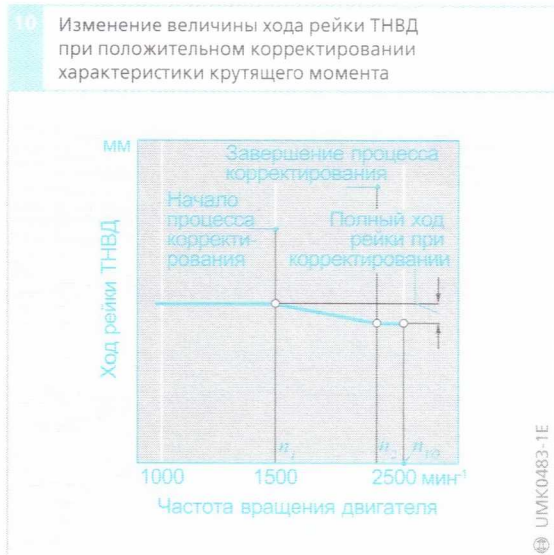 10
Изменение величины хода рейки ТНВД
при положительном корректировании
характеристики крутящего момента
мм
Завершение процесса
корректирования
Начало
процесса
корректи-
рования
Полный ход
рейки при
корректировании
Ход рейки ТНВД
n₁
n₂
1000
1500
2500 мин⁻¹
Частота вращения двигателя
UMK0483-1E